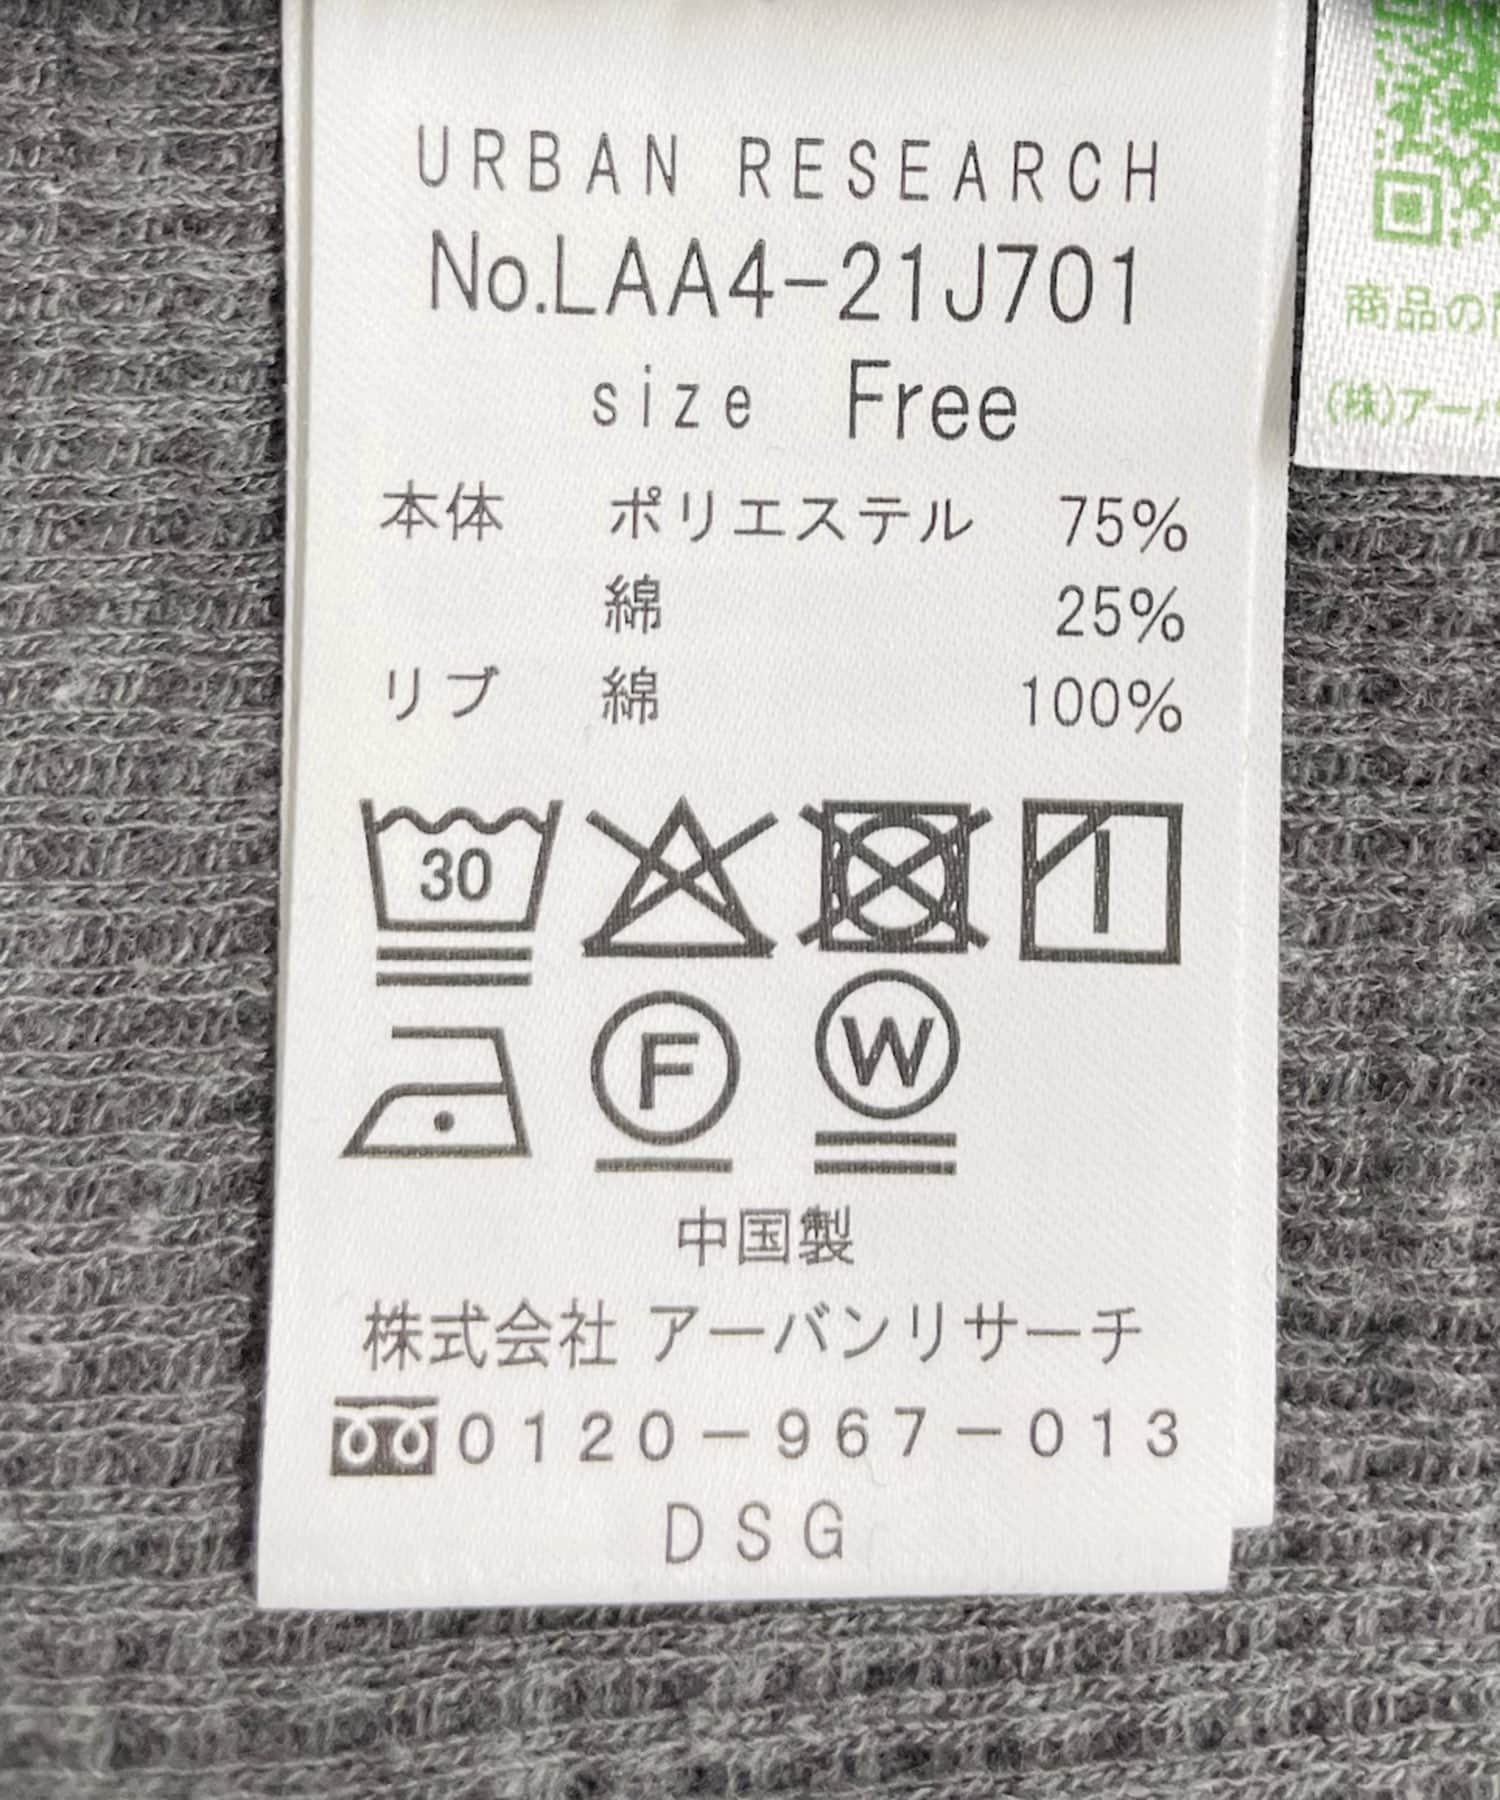 URBAN RESEARCH
No.LAA4-21J701
size Free
本体 ポリエステル 75%
綿 25%
リブ 綿 100%
30
F
W
中国製
株式会社 アーバンリサーチ
0120-967-013
DSG
商品の
(株)アーバ